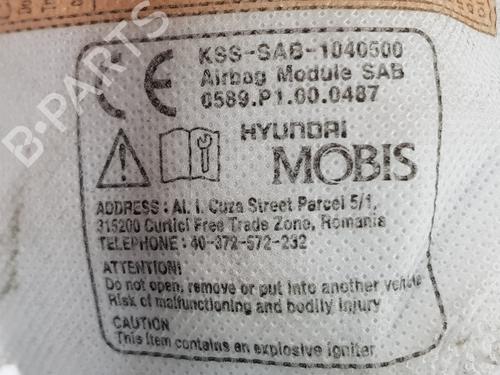 KSS-SAB-1040500
Airbag Module SAB
0589.P1.00.0487
HYUNDAI
MOBIS
ADDRESS : Al. I. Cuza Street Parcel 5/1,
315200 Curtici Free Trade Zone, Romania
TELEPHONE : 40-372-572-232
ATTENTION!
Do not open, remove or put into another vehicle
Risk of malfunctioning and bodily injury
CAUTION
This item contains an explosive igniter
B-PARTS